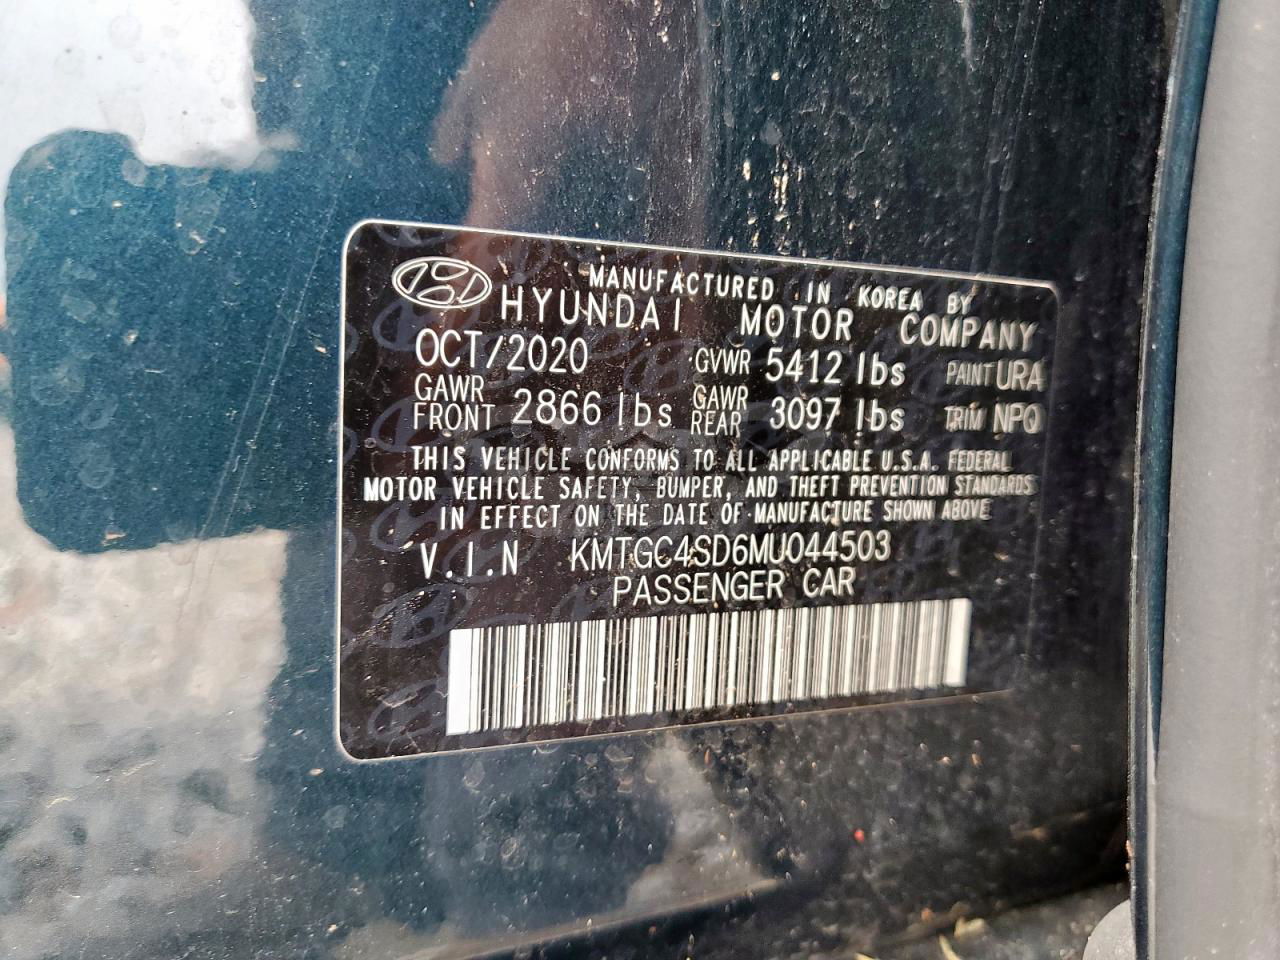 MANUFACTURED IN KOREA BY
HYUNDAI MOTOR COMPANY
OCT/2020 GVWR 5412 lbs PAINT URA
GAWR FRONT 2866 lbs GAWR REAR 3097 lbs TRIM NPQ
THIS VEHICLE CONFORMS TO ALL APPLICABLE U.S.A. FEDERAL
MOTOR VEHICLE SAFETY, BUMPER, AND THEFT PREVENTION STANDARDS
IN EFFECT ON THE DATE OF MANUFACTURE SHOWN ABOVE
V.I.N KMTGC4SD6MU044503
PASSENGER CAR